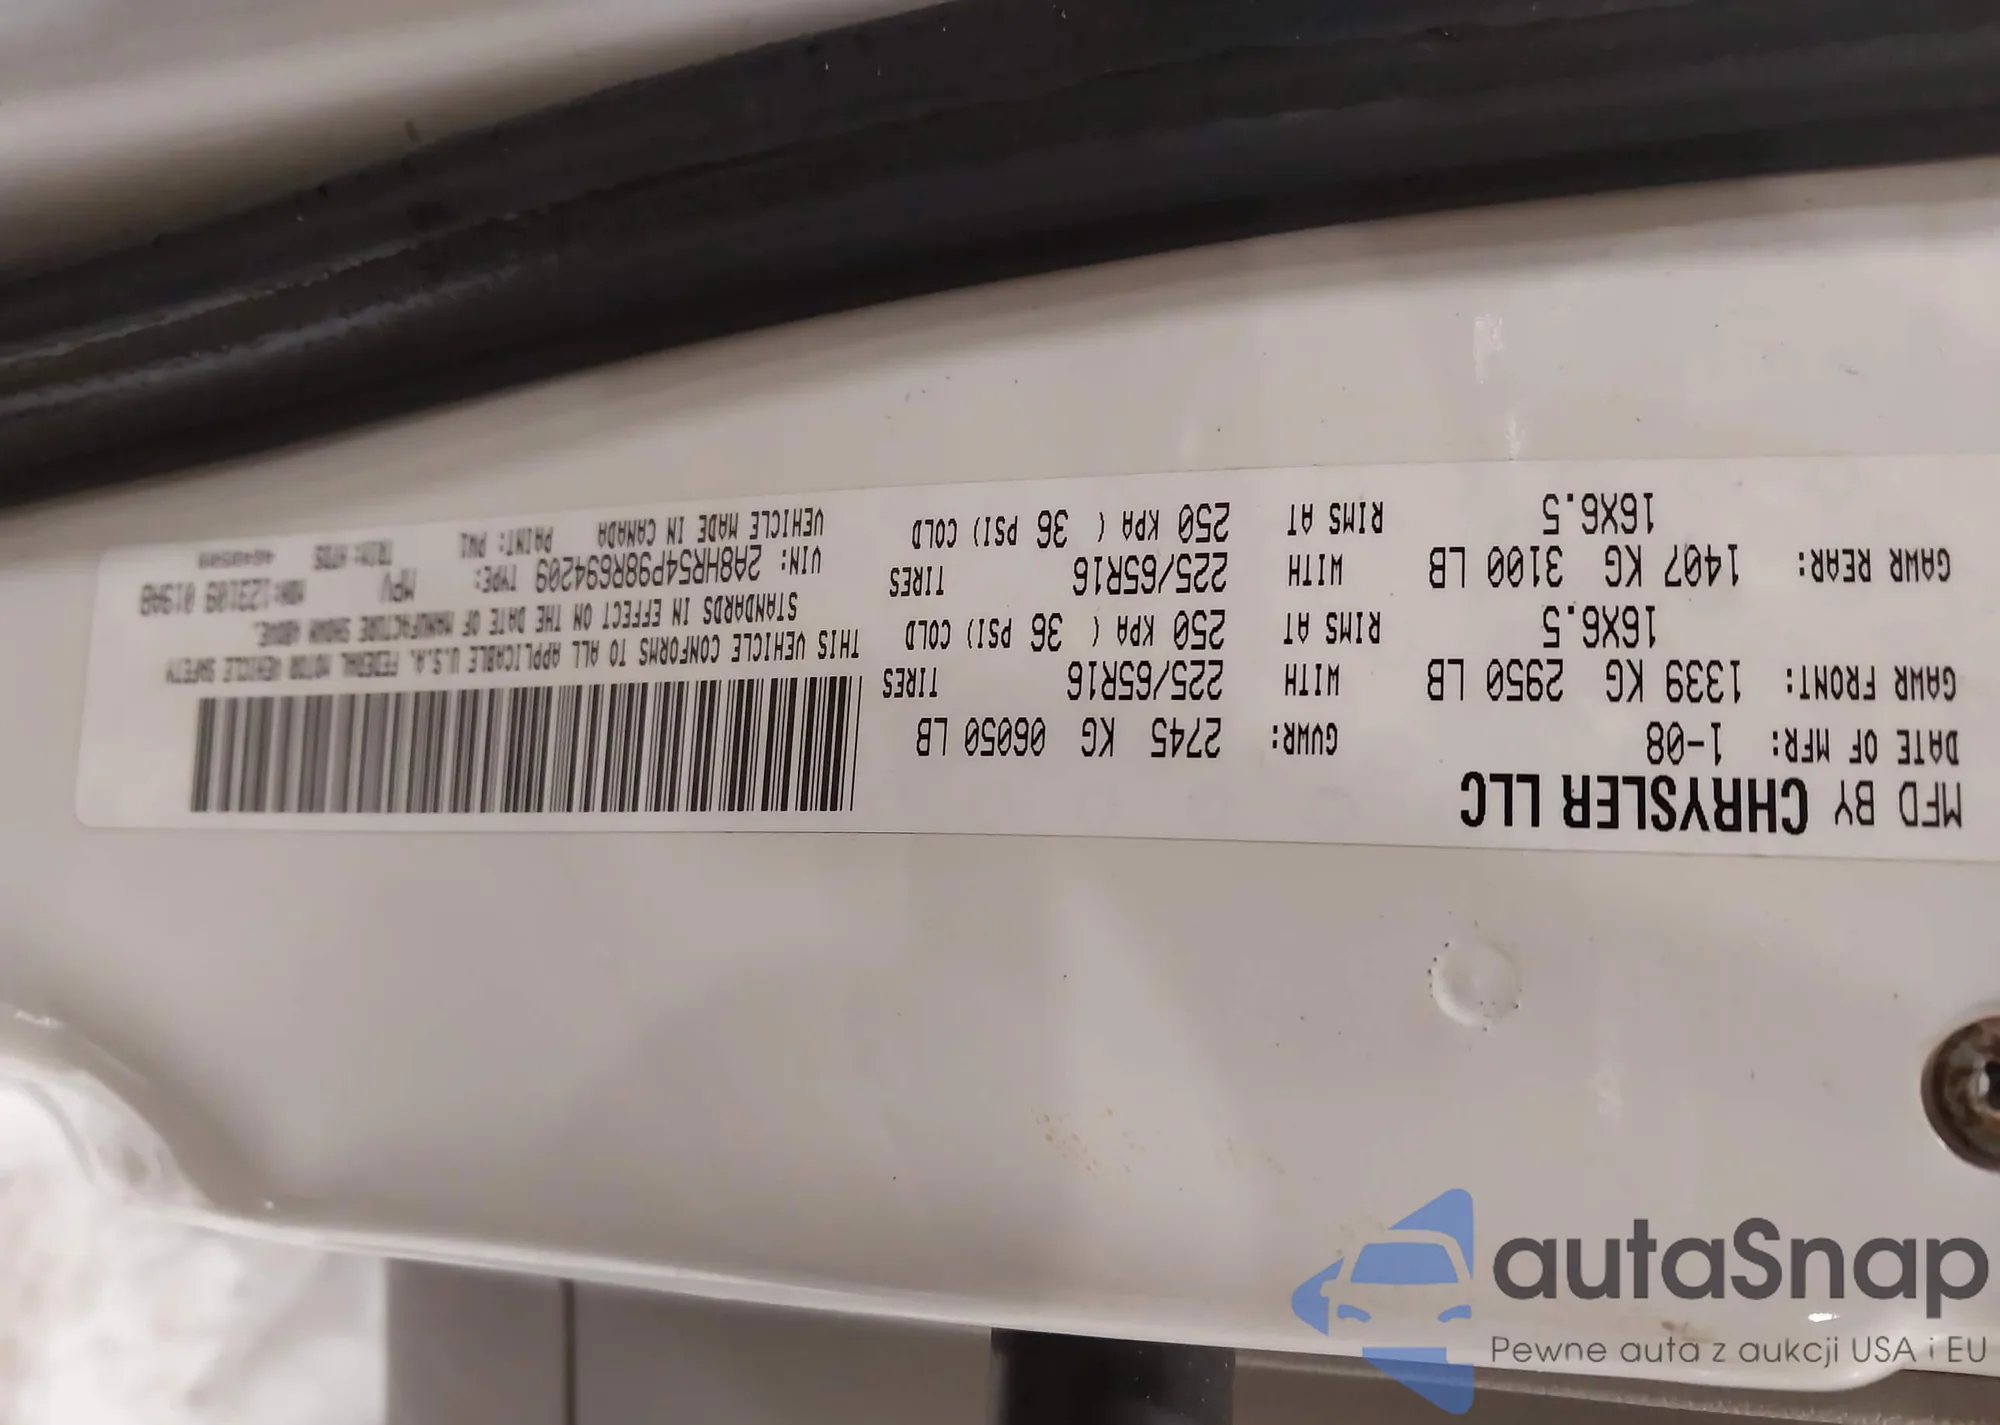 MFD BY CHRYSLER LLC
DATE OF MFR: 1-08 GVWR: 2745 KG 06050 LB
GAWR FRONT: 1339 KG 2950 LB WITH TIRES 225/65R16
RIMS AT 16X6.5 250 KPA ( 36 PSI) COLD
GAWR REAR: 1407 KG 3100 LB WITH TIRES 225/65R16
RIMS AT 16X6.5 250 KPA ( 36 PSI) COLD
THIS VEHICLE CONFORMS TO ALL APPLICABLE U.S.A. FEDERAL MOTOR VEHICLE SAFETY
STANDARDS IN EFFECT ON THE DATE OF MANUFACTURE SHOWN ABOVE.
VIN: 2A8HR54P98R694209 TYPE: MPV MDH:123109 019AB
VEHICLE MADE IN CANADA PAINT: PW1 TRIM:
autaSnap
Pewne auta z aukcji USA i EU